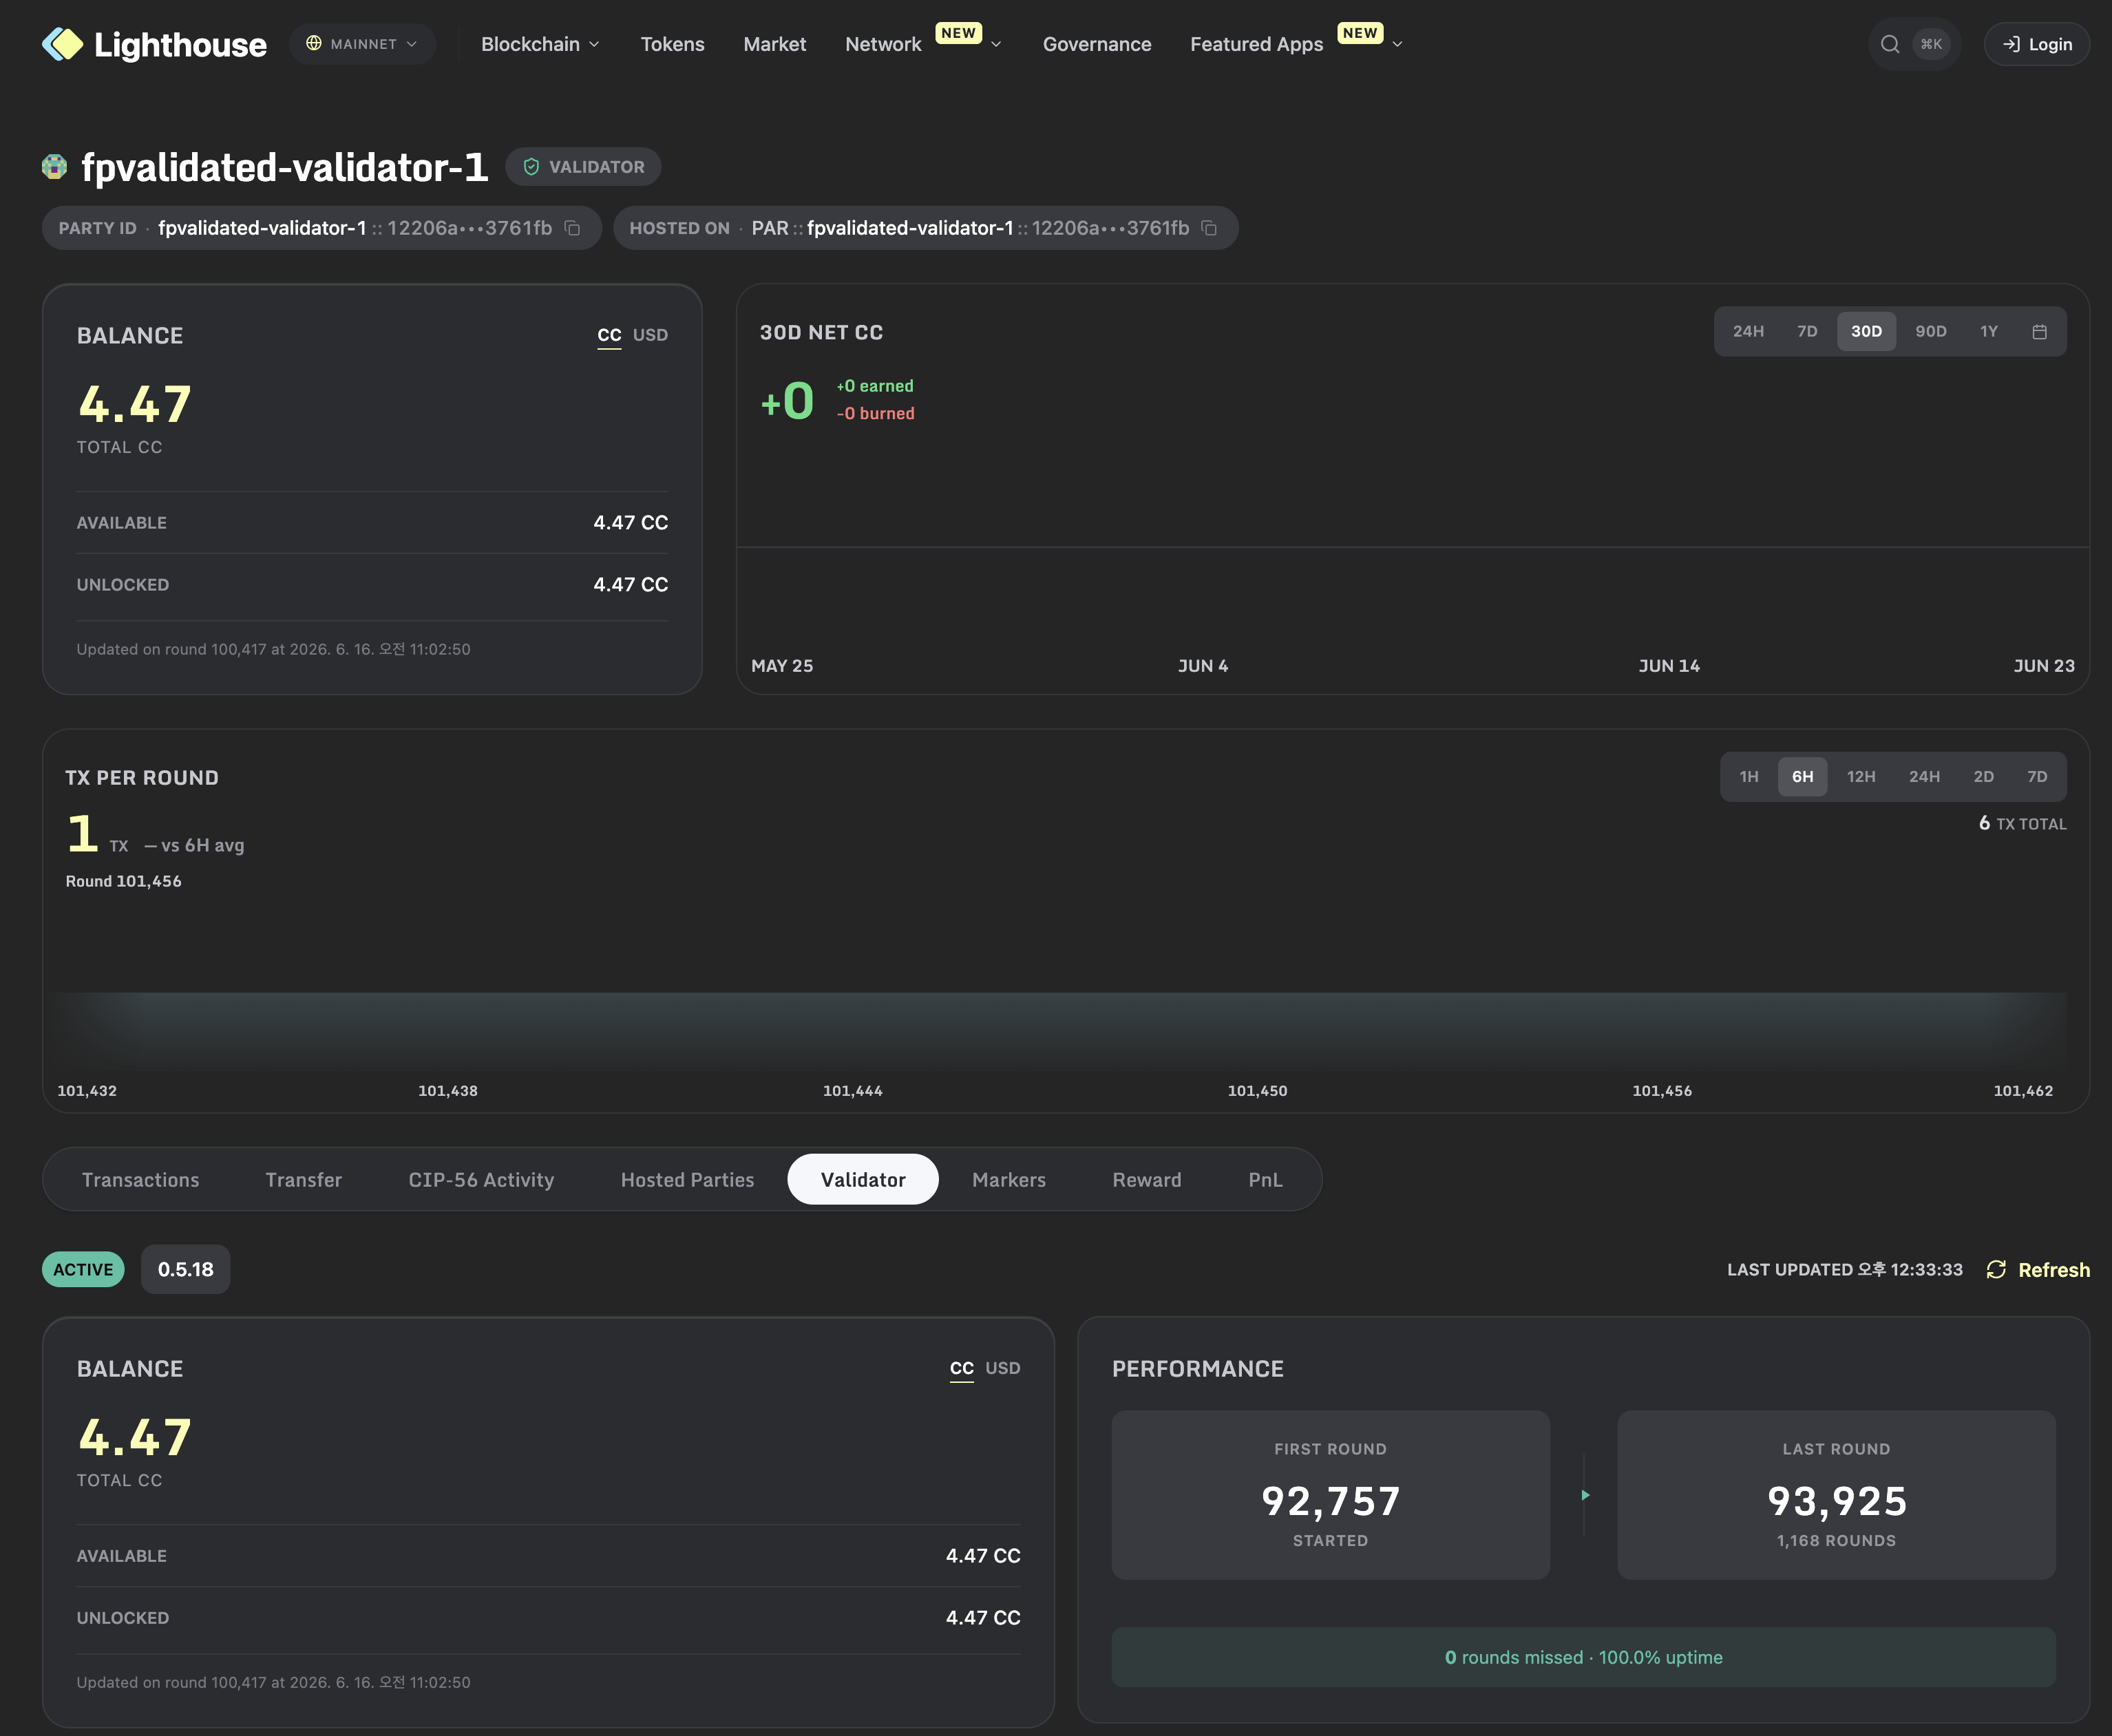 Lighthouse MAINNET Blockchain Tokens Market Network NEW Governance Featured Apps NEW ⌘K Login
fpvalidated-validator-1 VALIDATOR
PARTY ID · fpvalidated-validator-1 :: 12206a•••3761fb HOSTED ON · PAR :: fpvalidated-validator-1 :: 12206a•••3761fb
BALANCE CC USD
4.47
TOTAL CC
AVAILABLE 4.47 CC
UNLOCKED 4.47 CC
Updated on round 100,417 at 2026. 6. 16. 오전 11:02:50
30D NET CC 24H 7D 30D 90D 1Y
+0 +0 earned
-0 burned
MAY 25 JUN 4 JUN 14 JUN 23
TX PER ROUND 1H 6H 12H 24H 2D 7D
1 TX — vs 6H avg 6 TX TOTAL
Round 101,456
101,432 101,438 101,444 101,450 101,456 101,462
Transactions Transfer CIP-56 Activity Hosted Parties Validator Markers Reward PnL
ACTIVE 0.5.18 LAST UPDATED 오후 12:33:33 Refresh
BALANCE CC USD
4.47
TOTAL CC
AVAILABLE 4.47 CC
UNLOCKED 4.47 CC
Updated on round 100,417 at 2026. 6. 16. 오전 11:02:50
PERFORMANCE
FIRST ROUND LAST ROUND
92,757 93,925
STARTED 1,168 ROUNDS
0 rounds missed · 100.0% uptime